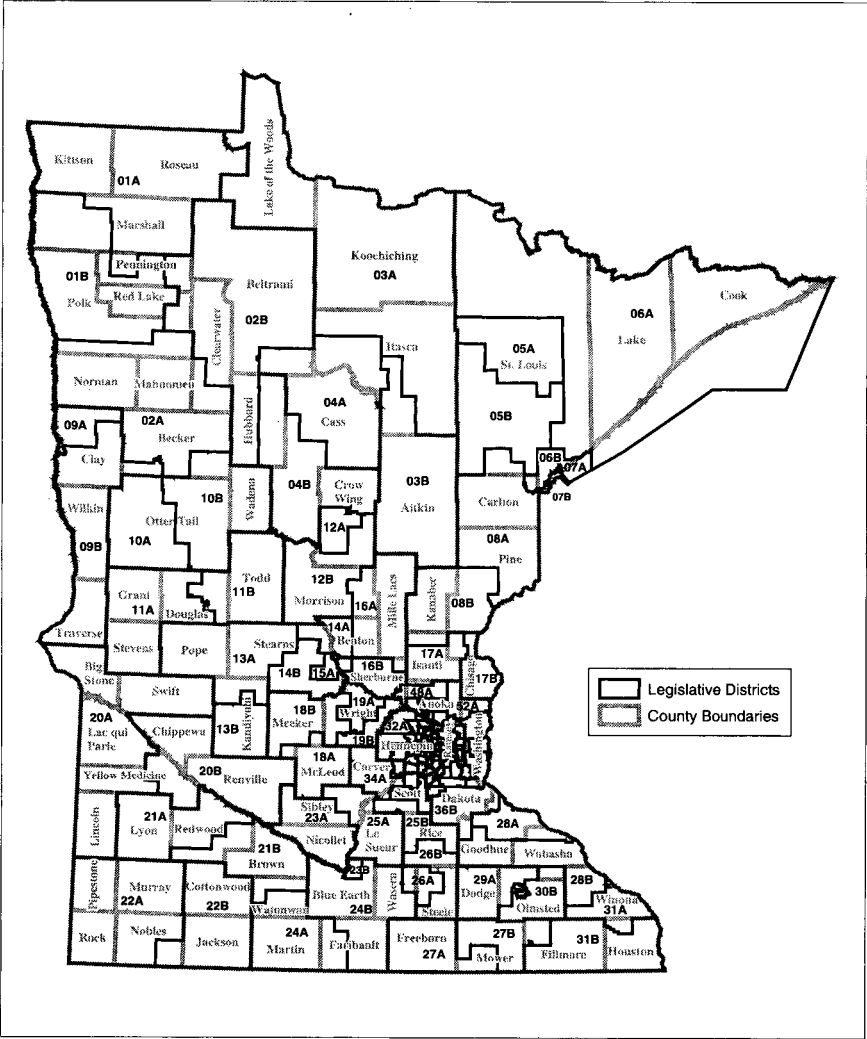 Kittson
Roseau
Lake of the Woods
01A
Marshall
Koochiching
03A
Pennington
01B
Beltrami
Cook
Red Lake
Polk
06A
02B
Lake
Clearwater
Itasca
05A
St. Louis
Norman
Mahnomen
04A
Hubbard
02A
Cass
05B
09A
Becker
Clay
06B
07A
03B
04B
Crow
Wing
10B
Wadena
07B
Carlton
Wilkin
Aitkin
Otter Tail
12A
10A
08A
09B
Pine
Todd
12B
Grant
11B
Morrison
Mille Lacs
Kanabec
08B
11A
Douglas
16A
14A
Benton
Traverse
Stearns
17A
Stevens
Pope
13A
Isanti
Chisago
16B
Big
Stone
14B
15A
Sherburne
17B
Swift
48A
Anoka
52A
Legislative Districts
County Boundaries
19A
Wright
18B
Meeker
20A
Lac qui
Parle
Chippewa
13B
Kandiyohi
32A
Ramsey
Washington
19B
Hennepin
18A
Carver
McLeod
Yellow Medicine
20B
Renville
34A
Scott
Dakota
Sibley
36B
23A
Lincoln
21A
Lyon
Redwood
25A
25B
28A
Le
Sueur
Rice
Nicollet
21B
26B
Goodhue
Wabasha
Brown
23B
Pipestone
Murray
22A
Cottonwood
22B
Watonwan
Blue Earth
24B
Waseca
26A
Steele
29A
Dodge
30B
Olmsted
28B
Winona
31A
Rock
Nobles
Jackson
24A
Martin
Faribault
Freeborn
27A
27B
Mower
31B
Fillmore
Houston